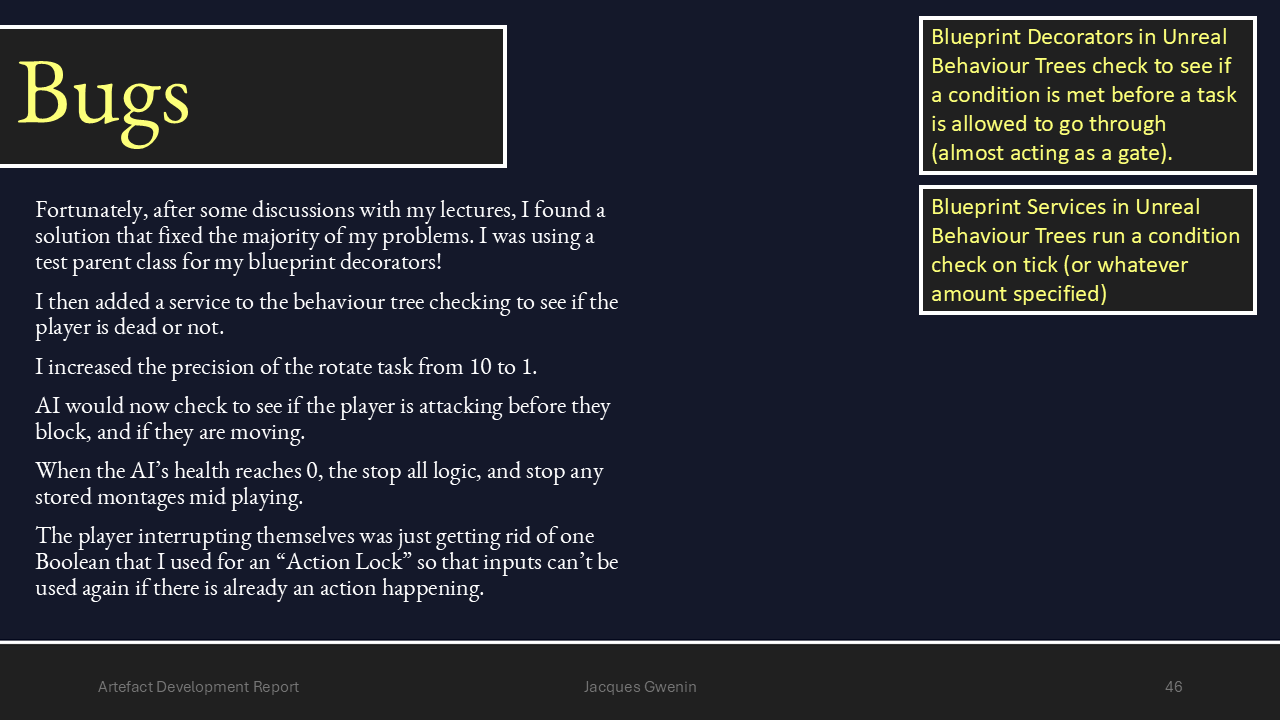 Bugs
Fortunately, after some discussions with my lectures, I found a
solution that fixed the majority of my problems. I was using a
test parent class for my blueprint decorators!
I then added a service to the behaviour tree checking to see if the
player is dead or not.
I increased the precision of the rotate task from 10 to 1.
AI would now check to see if the player is attacking before they
block, and if they are moving.
When the AI’s health reaches 0, the stop all logic, and stop any
stored montages mid playing.
The player interrupting themselves was just getting rid of one
Boolean that I used for an “Action Lock” so that inputs can’t be
used again if there is already an action happening.
Blueprint Decorators in Unreal
Behaviour Trees check to see if
a condition is met before a task
is allowed to go through
(almost acting as a gate).
Blueprint Services in Unreal
Behaviour Trees run a condition
check on tick (or whatever
amount specified)
Artefact Development Report
Jacques Gwenin
46